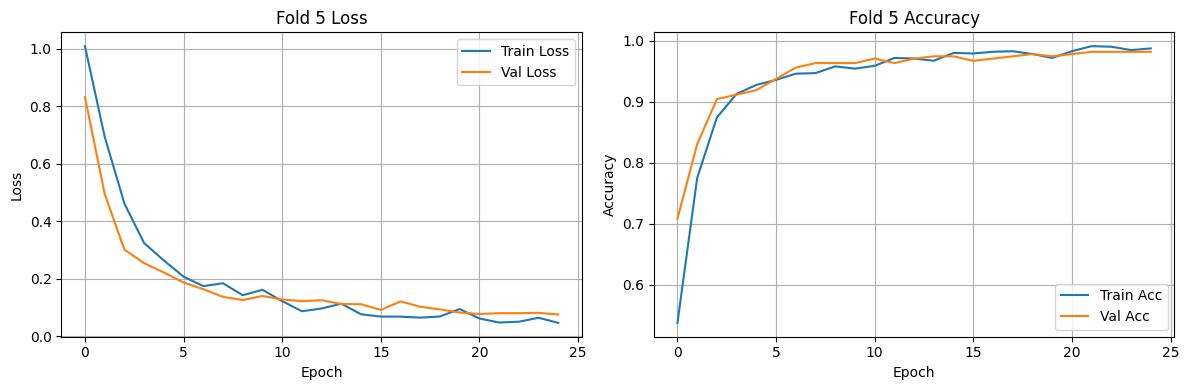 Fold 5 Loss
1.0
0.8
0.6
0.4
0.2
0.0
Loss
Train Loss
Val Loss
0 5 10 15 20 25
Epoch
Fold 5 Accuracy
1.0
0.9
0.8
0.7
0.6
Accuracy
Train Acc
Val Acc
0 5 10 15 20 25
Epoch